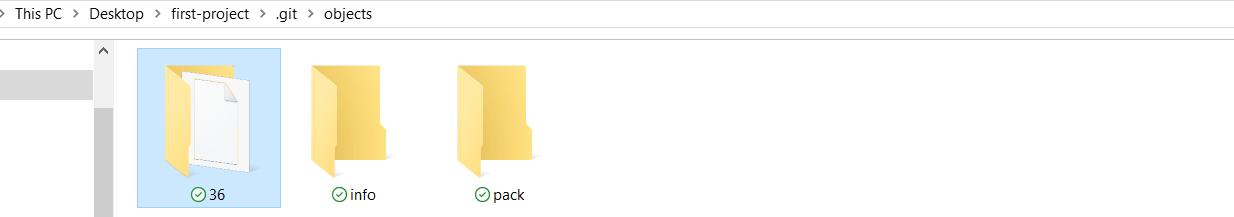 This PC > Desktop > first-project > .git > objects
36
info
pack